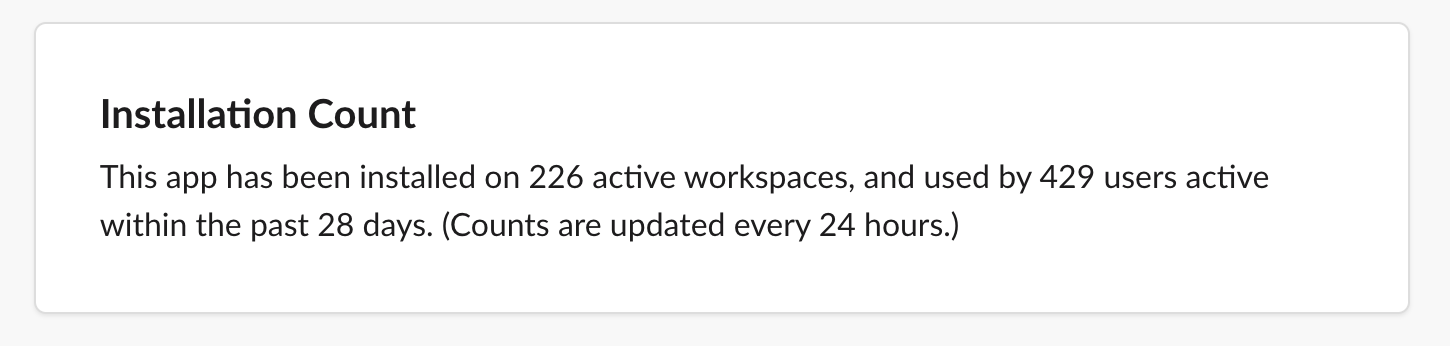 Installation Count
This app has been installed on 226 active workspaces, and used by 429 users active
within the past 28 days. (Counts are updated every 24 hours.)